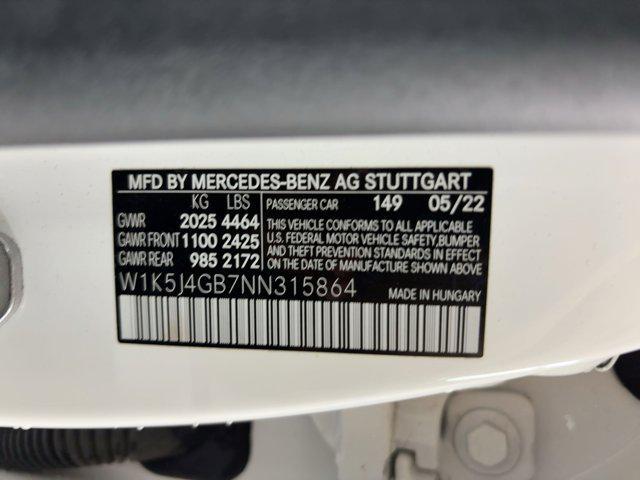 MFD BY MERCEDES-BENZ AG STUTTGART
KG LBS
GVWR 2025 4464
GAWR FRONT 1100 2425
GAWR REAR 985 2172
PASSENGER CAR 149 05/22
THIS VEHICLE CONFORMS TO ALL APPLICABLE
U.S. FEDERAL MOTOR VEHICLE SAFETY, BUMPER
AND THEFT PREVENTION STANDARDS IN EFFECT
ON THE DATE OF MANUFACTURE SHOWN ABOVE.
W1K5J4GB7NN315864
MADE IN HUNGARY